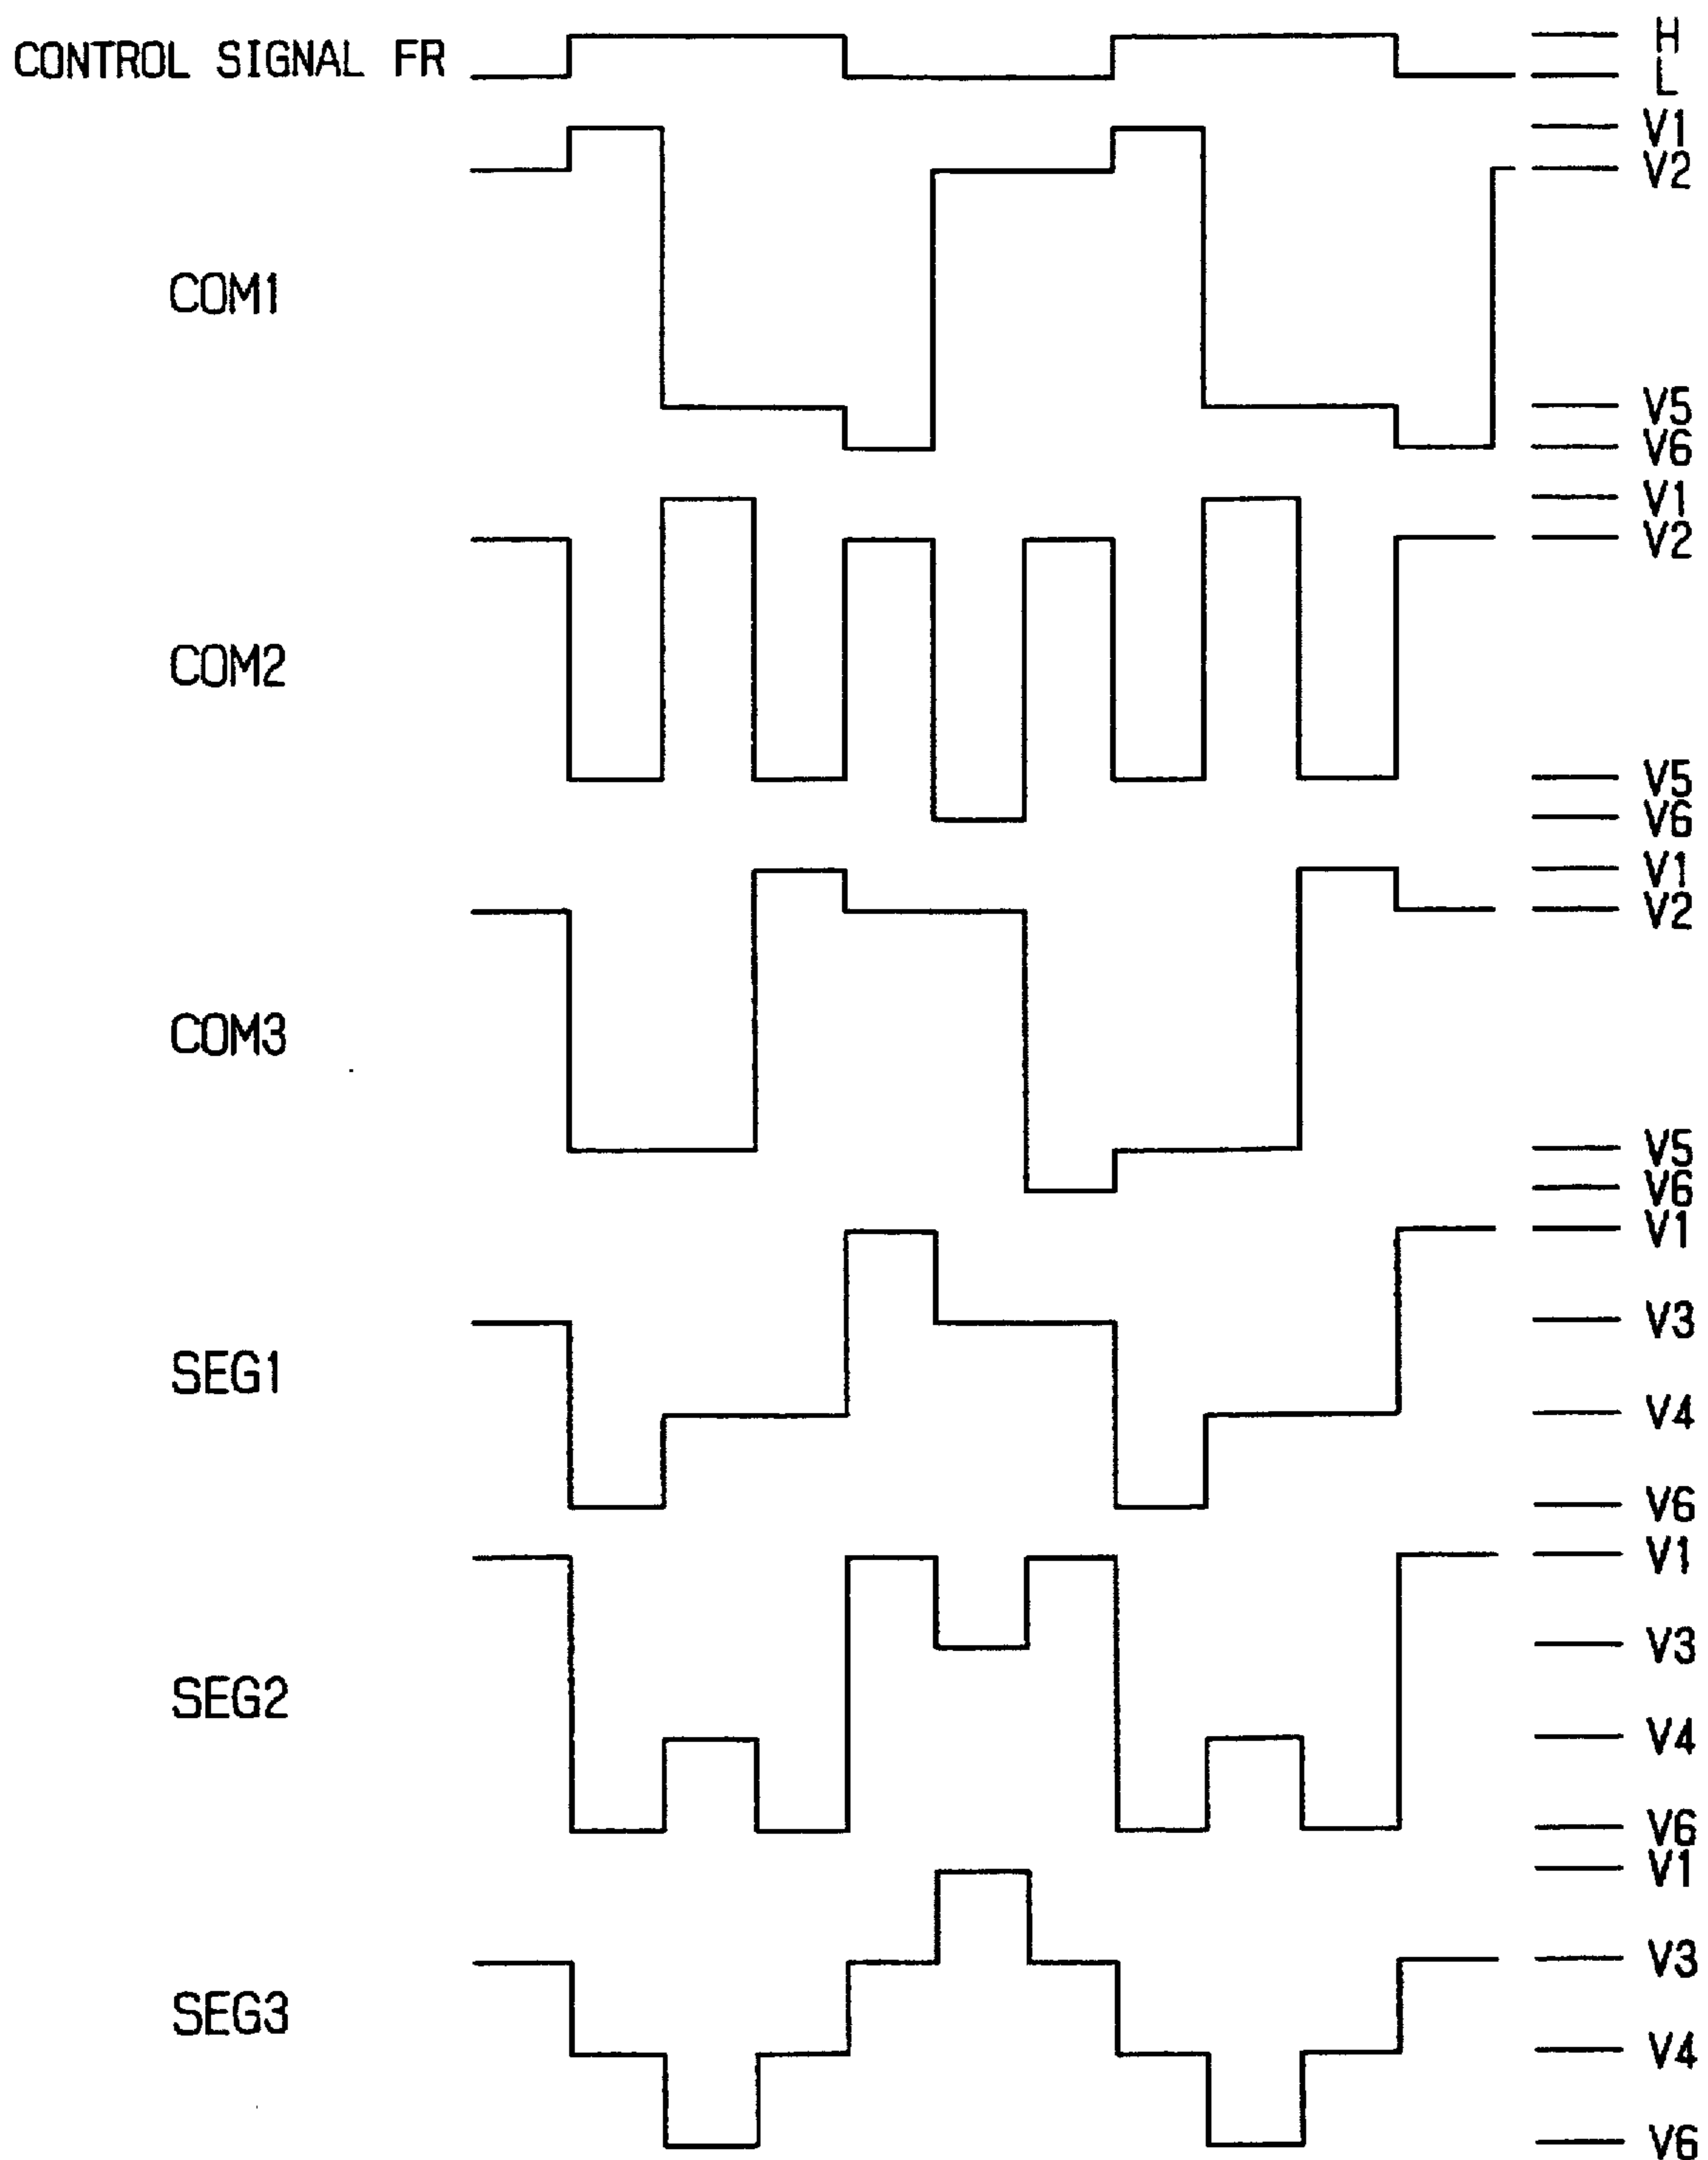 CONTROL SIGNAL FR
H
L
V1
V2
COM1
V5
V6
V1
V2
COM2
V5
V6
V1
V2
COM3
V5
V6
V1
V3
SEG1
V4
V6
V1
V3
SEG2
V4
V6
V1
V3
SEG3
V4
V6